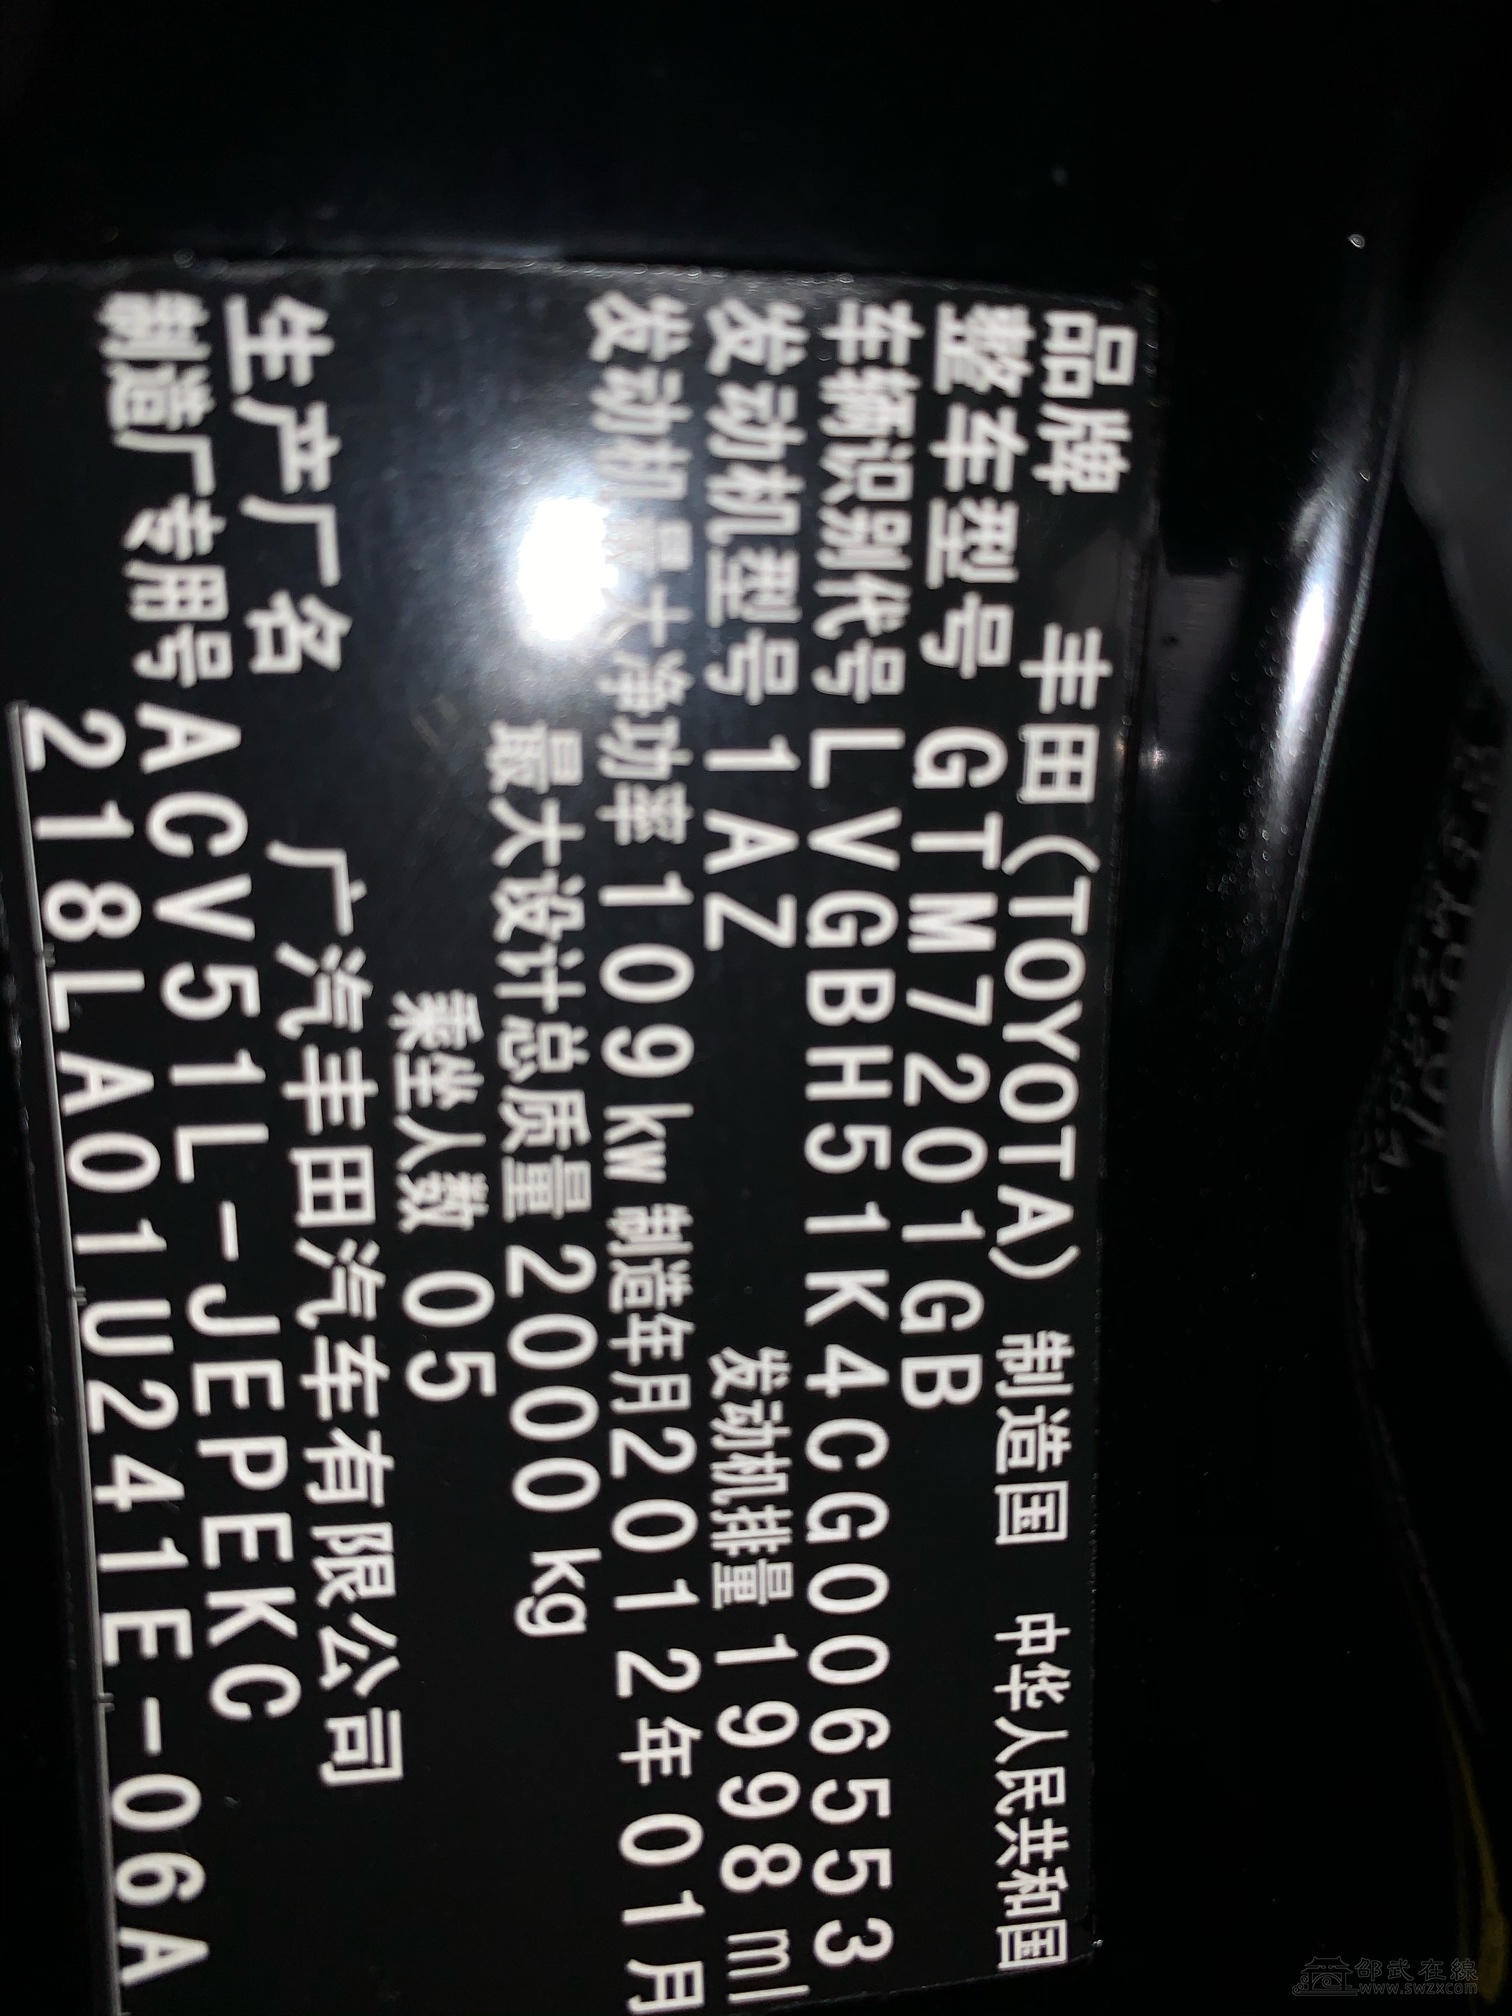 品牌 丰田(TOYOTA) 制造国 中华人民共和国
整车型号 GTM7201GB
车辆识别代号 LVGBH51K4CG006553
发动机型号 1AZ 发动机排量 1998 ml
发动机最大净功率 109kw 制造年月2012年01月
最大设计总质量 2000kg
乘坐人数 05
生产厂名 广汽丰田汽车有限公司
制造厂专用号 ACV51L-JEPEKC
218LA01U241E-06A
邵武在線
www.swzx.com